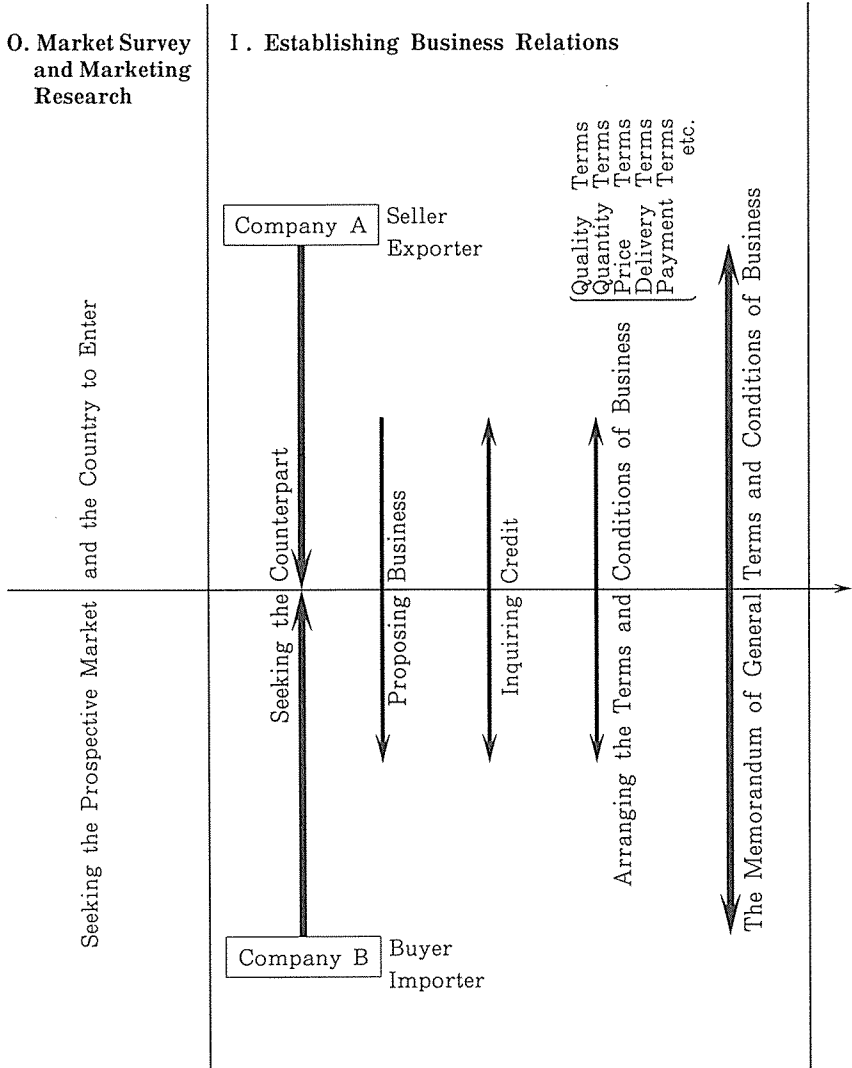 O. Market Survey
and Marketing
Research
I. Establishing Business Relations
Seeking the Prospective Market and the Country to Enter
Company A
Seller
Exporter
Seeking the Counterpart
Proposing Business
Inquiring Credit
Arranging the Terms and Conditions of Business
Quality Terms
Quantity Terms
Price Terms
Delivery Terms
Payment Terms
etc.
The Memorandum of General Terms and Conditions of Business
Company B
Buyer
Importer